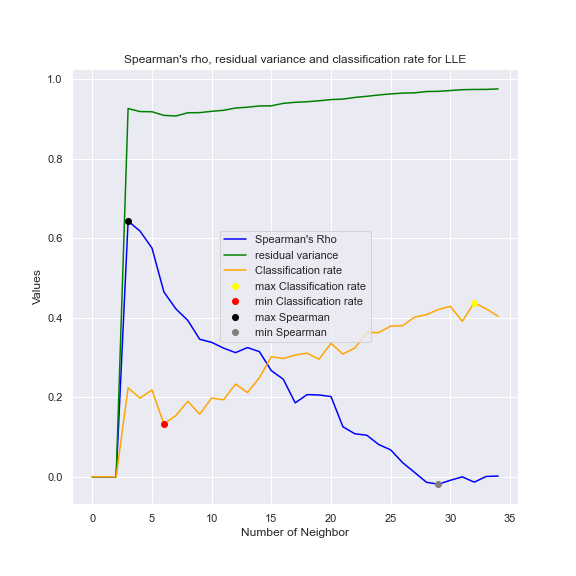 Spearman's rho, residual variance and classification rate for LLE
1.0
0.8
0.6
0.4
0.2
0.0
Values
Spearman's Rho
residual variance
Classification rate
max Classification rate
min Classification rate
max Spearman
min Spearman
0 5 10 15 20 25 30 35
Number of Neighbor